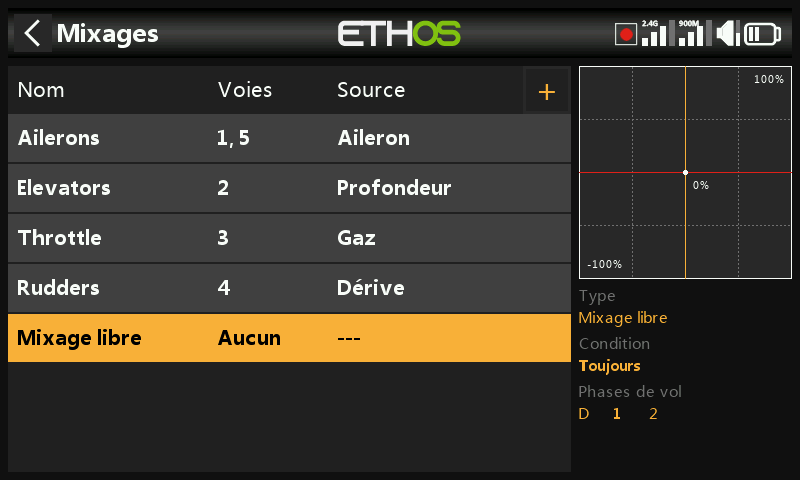 Mixages
ETHOS
2.4G 900M
Nom Voies Source +
Ailerons 1, 5 Aileron
Elevators 2 Profondeur
Throttle 3 Gaz
Rudders 4 Dérive
Mixage libre Aucun ---
100%
0%
-100%
Type
Mixage libre
Condition
Toujours
Phases de vol
D 1 2